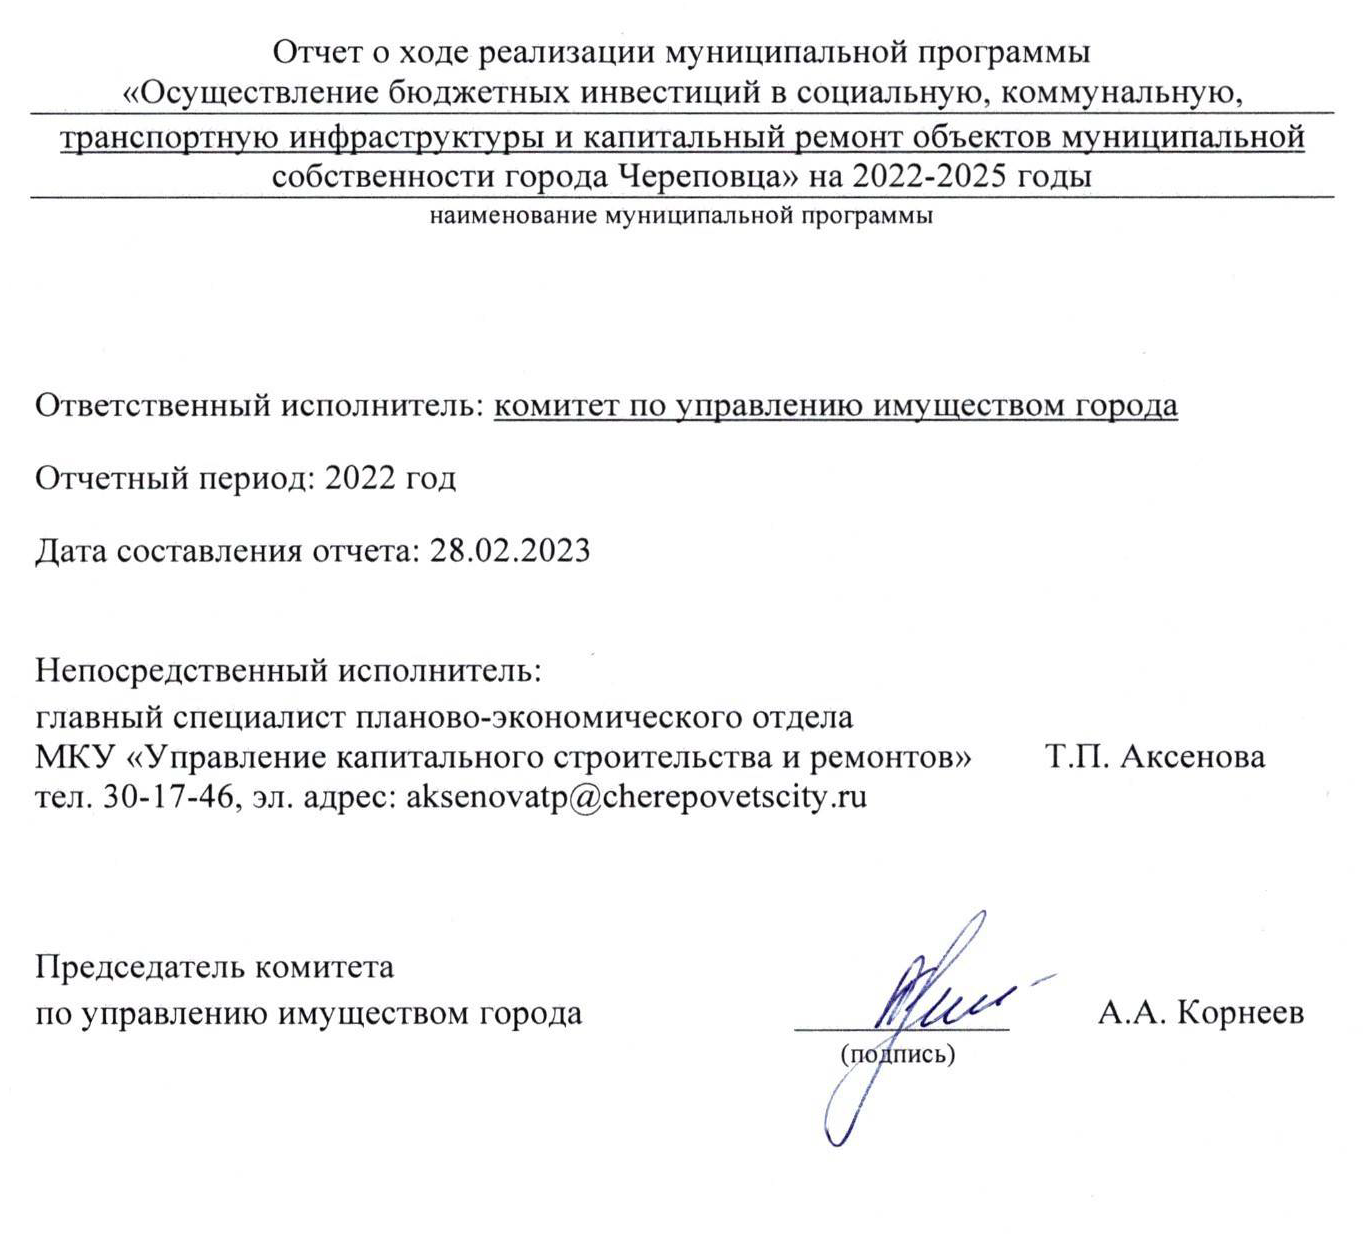 Отчет о ходе реализации муниципальной программы
«Осуществление бюджетных инвестиций в социальную, коммунальную,
транспортную инфраструктуры и капитальный ремонт объектов муниципальной
собственности города Череповца» на 2022-2025 годы
наименование муниципальной программы
Ответственный исполнитель: комитет по управлению имуществом города
Отчетный период: 2022 год
Дата составления отчета: 28.02.2023
Непосредственный исполнитель:
главный специалист планово-экономического отдела
МКУ «Управление капитального строительства и ремонтов» Т.П. Аксенова
тел. 30-17-46, эл. адрес: aksenovatp@cherepovetscity.ru
Председатель комитета
по управлению имуществом города А.А. Корнеев
(подпись)